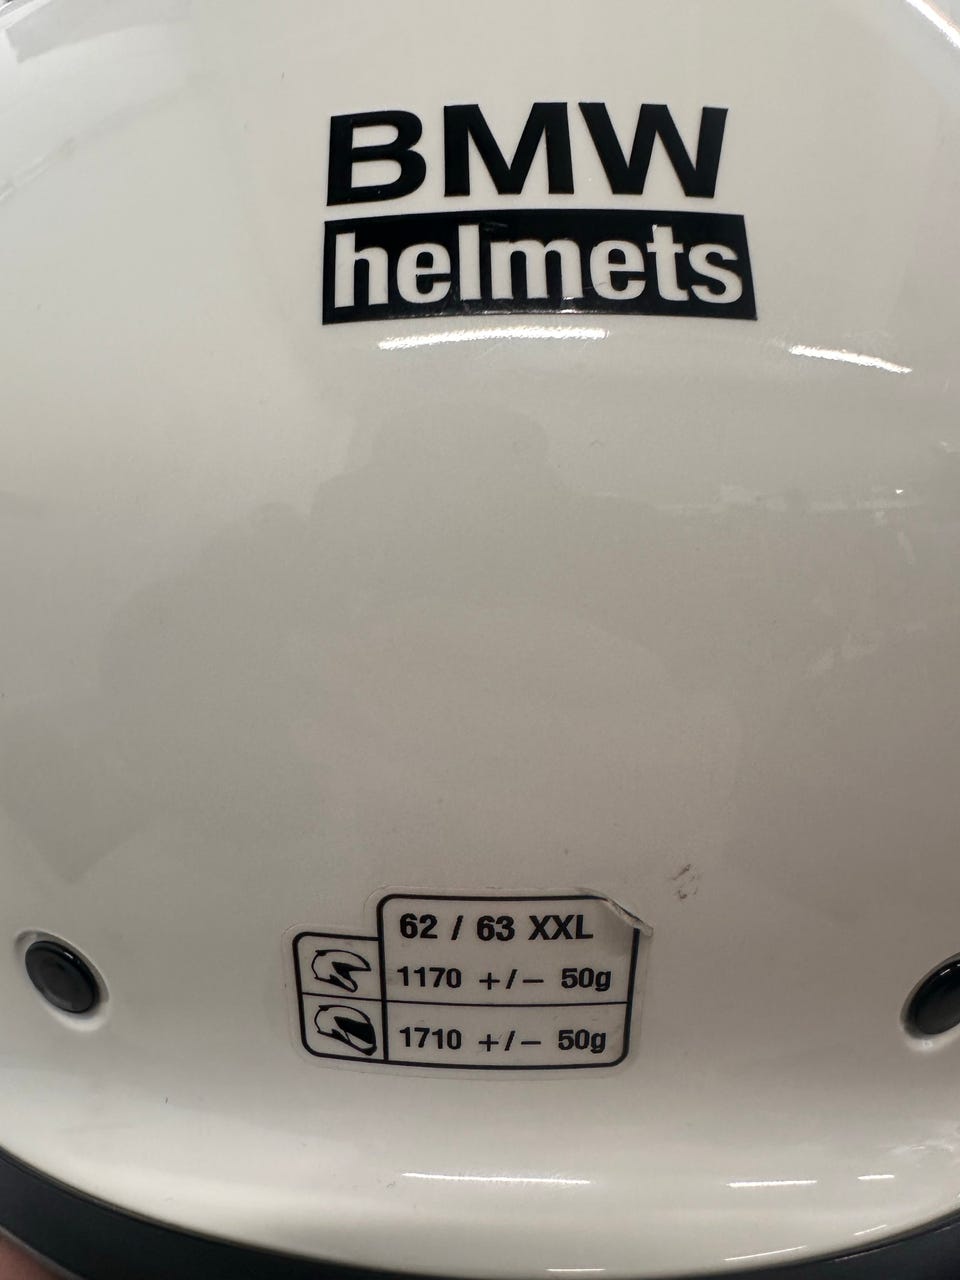 BMW
helmets
62 / 63 XXL
1170 +/− 50g
1710 +/− 50g